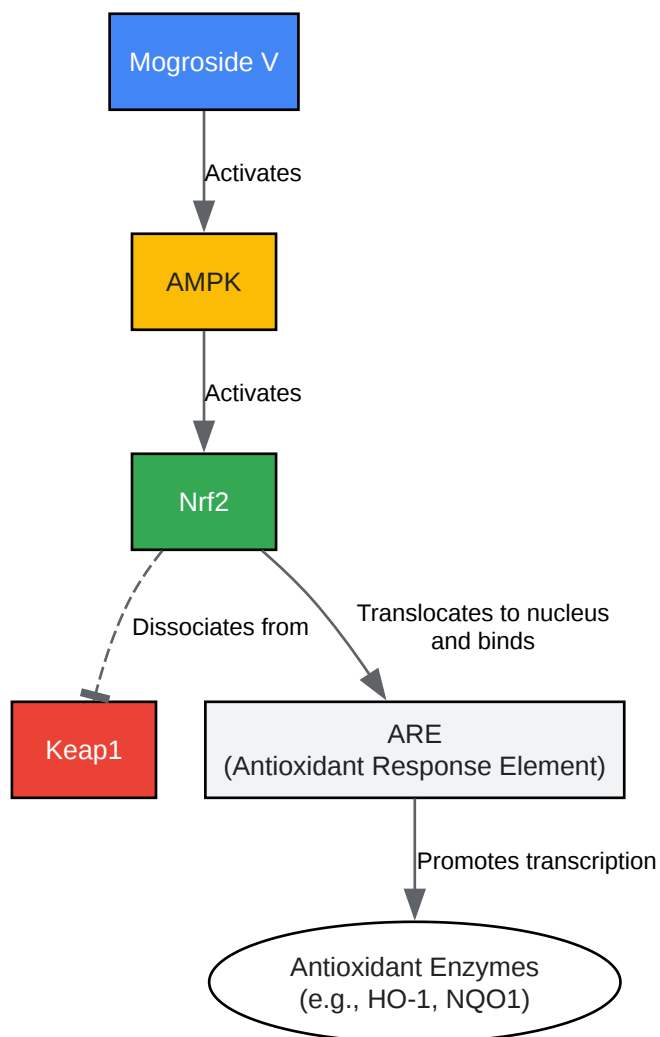 Mogroside V
Activates
AMPK
Activates
Nrf2
Dissociates from
Translocates to nucleus
and binds
Keap1
ARE
(Antioxidant Response Element)
Promotes transcription
Antioxidant Enzymes
(e.g., HO-1, NQO1)